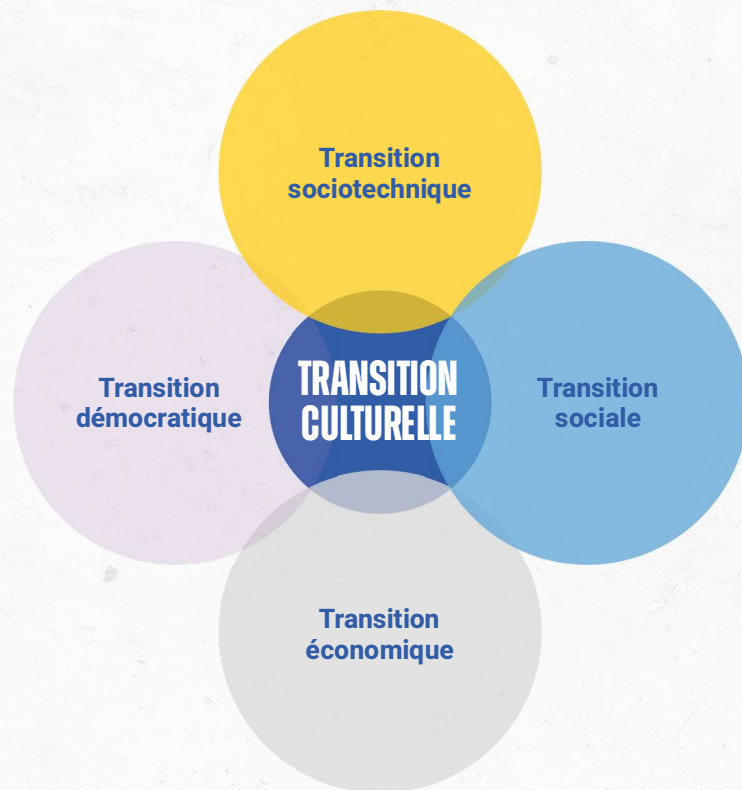 Transition
sociotechnique
Transition
démocratique
TRANSITION
CULTURELLE
Transition
sociale
Transition
économique